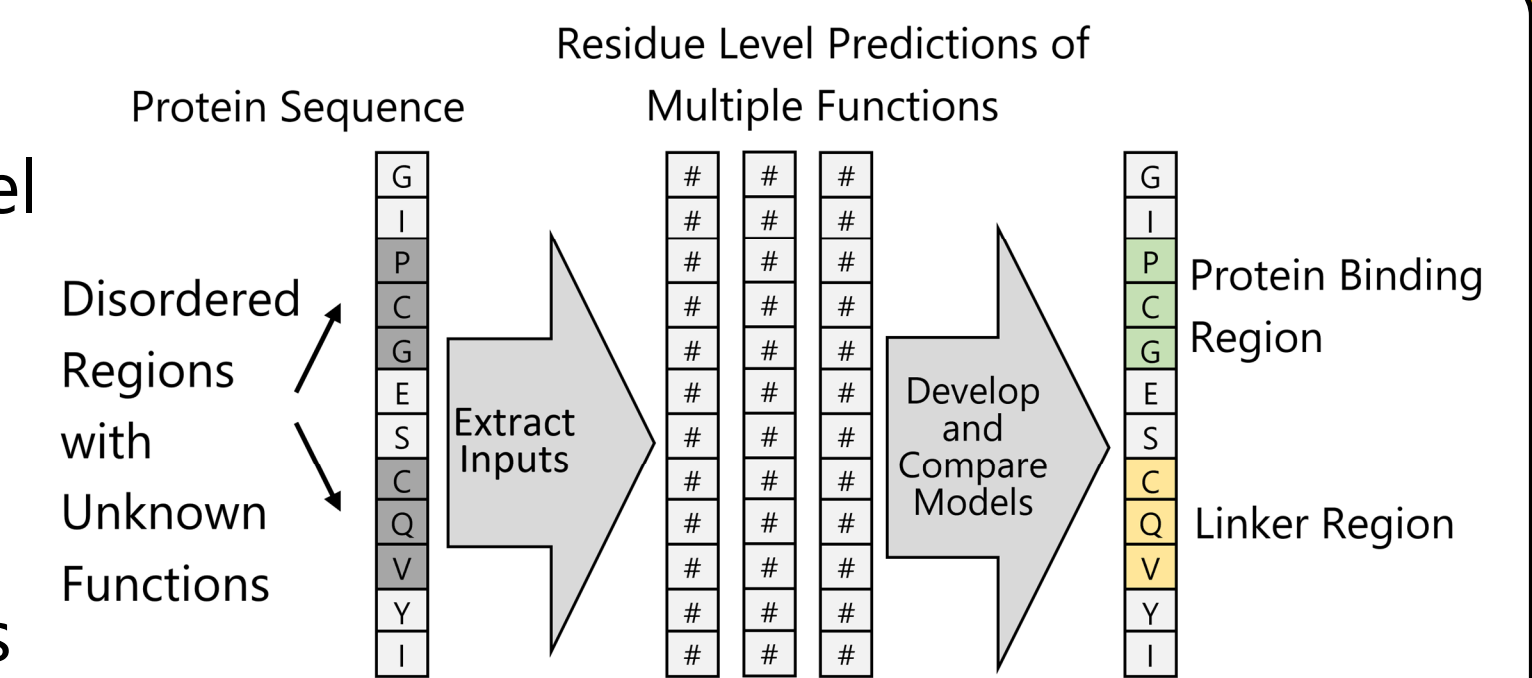 Residue Level Predictions of
Multiple Functions
Protein Sequence
el
s
Disordered
Regions
with
Unknown
Functions
G
I
P
C
G
E
S
C
Q
V
Y
I
Extract
Inputs
# # #
# # #
# # #
# # #
# # #
# # #
# # #
# # #
# # #
# # #
# # #
# # #
Develop
and
Compare
Models
G
I
P
C
G
E
S
C
Q
V
Y
I
Protein Binding
Region
Linker Region